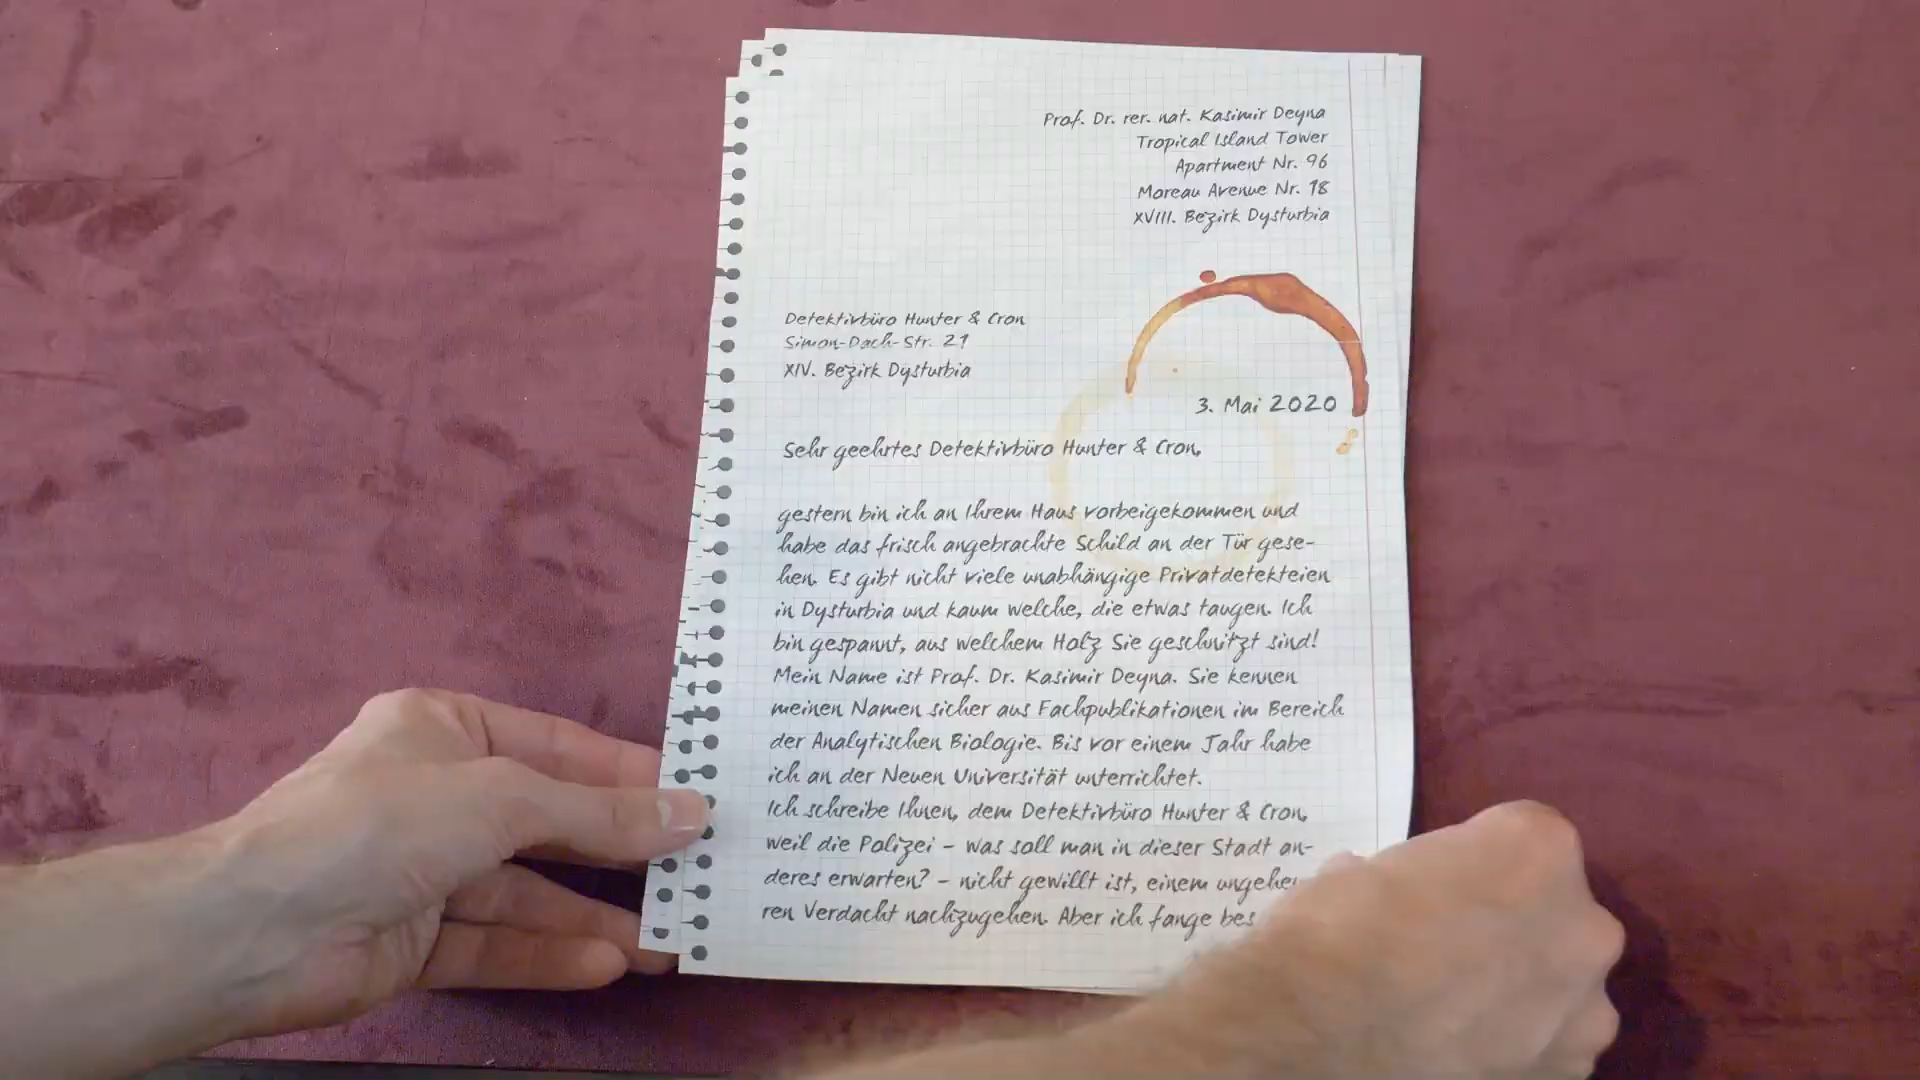 Prof. Dr. rer. nat. Kasimir Deyna
Tropical Island Tower
Apartment Nr. 96
Moreau Avenue Nr. 18
XVIII. Bezirk Dysturbia
Detektivbüro Hunter & Cron
Simon-Dach-Str. 21
XIV. Bezirk Dysturbia
3. Mai 2020
Sehr geehrtes Detektivbüro Hunter & Cron,
gestern bin ich an Ihrem Haus vorbeigekommen und
habe das frisch angebrachte Schild an der Tür gese-
hen. Es gibt nicht viele unabhängige Privatdetekteien
in Dysturbia und kaum welche, die etwas taugen. Ich
bin gespannt, aus welchem Holz Sie geschnitzt sind!
Mein Name ist Prof. Dr. Kasimir Deyna. Sie kennen
meinen Namen sicher aus Fachpublikationen im Bereich
der Analytischen Biologie. Bis vor einem Jahr habe
ich an der Neuen Universität unterrichtet.
Ich schreibe Ihnen, dem Detektivbüro Hunter & Cron,
weil die Polizei – was soll man in dieser Stadt an-
deres erwarten? – nicht gewillt ist, einem
ren Verdacht nachzugehen. Aber ich fange